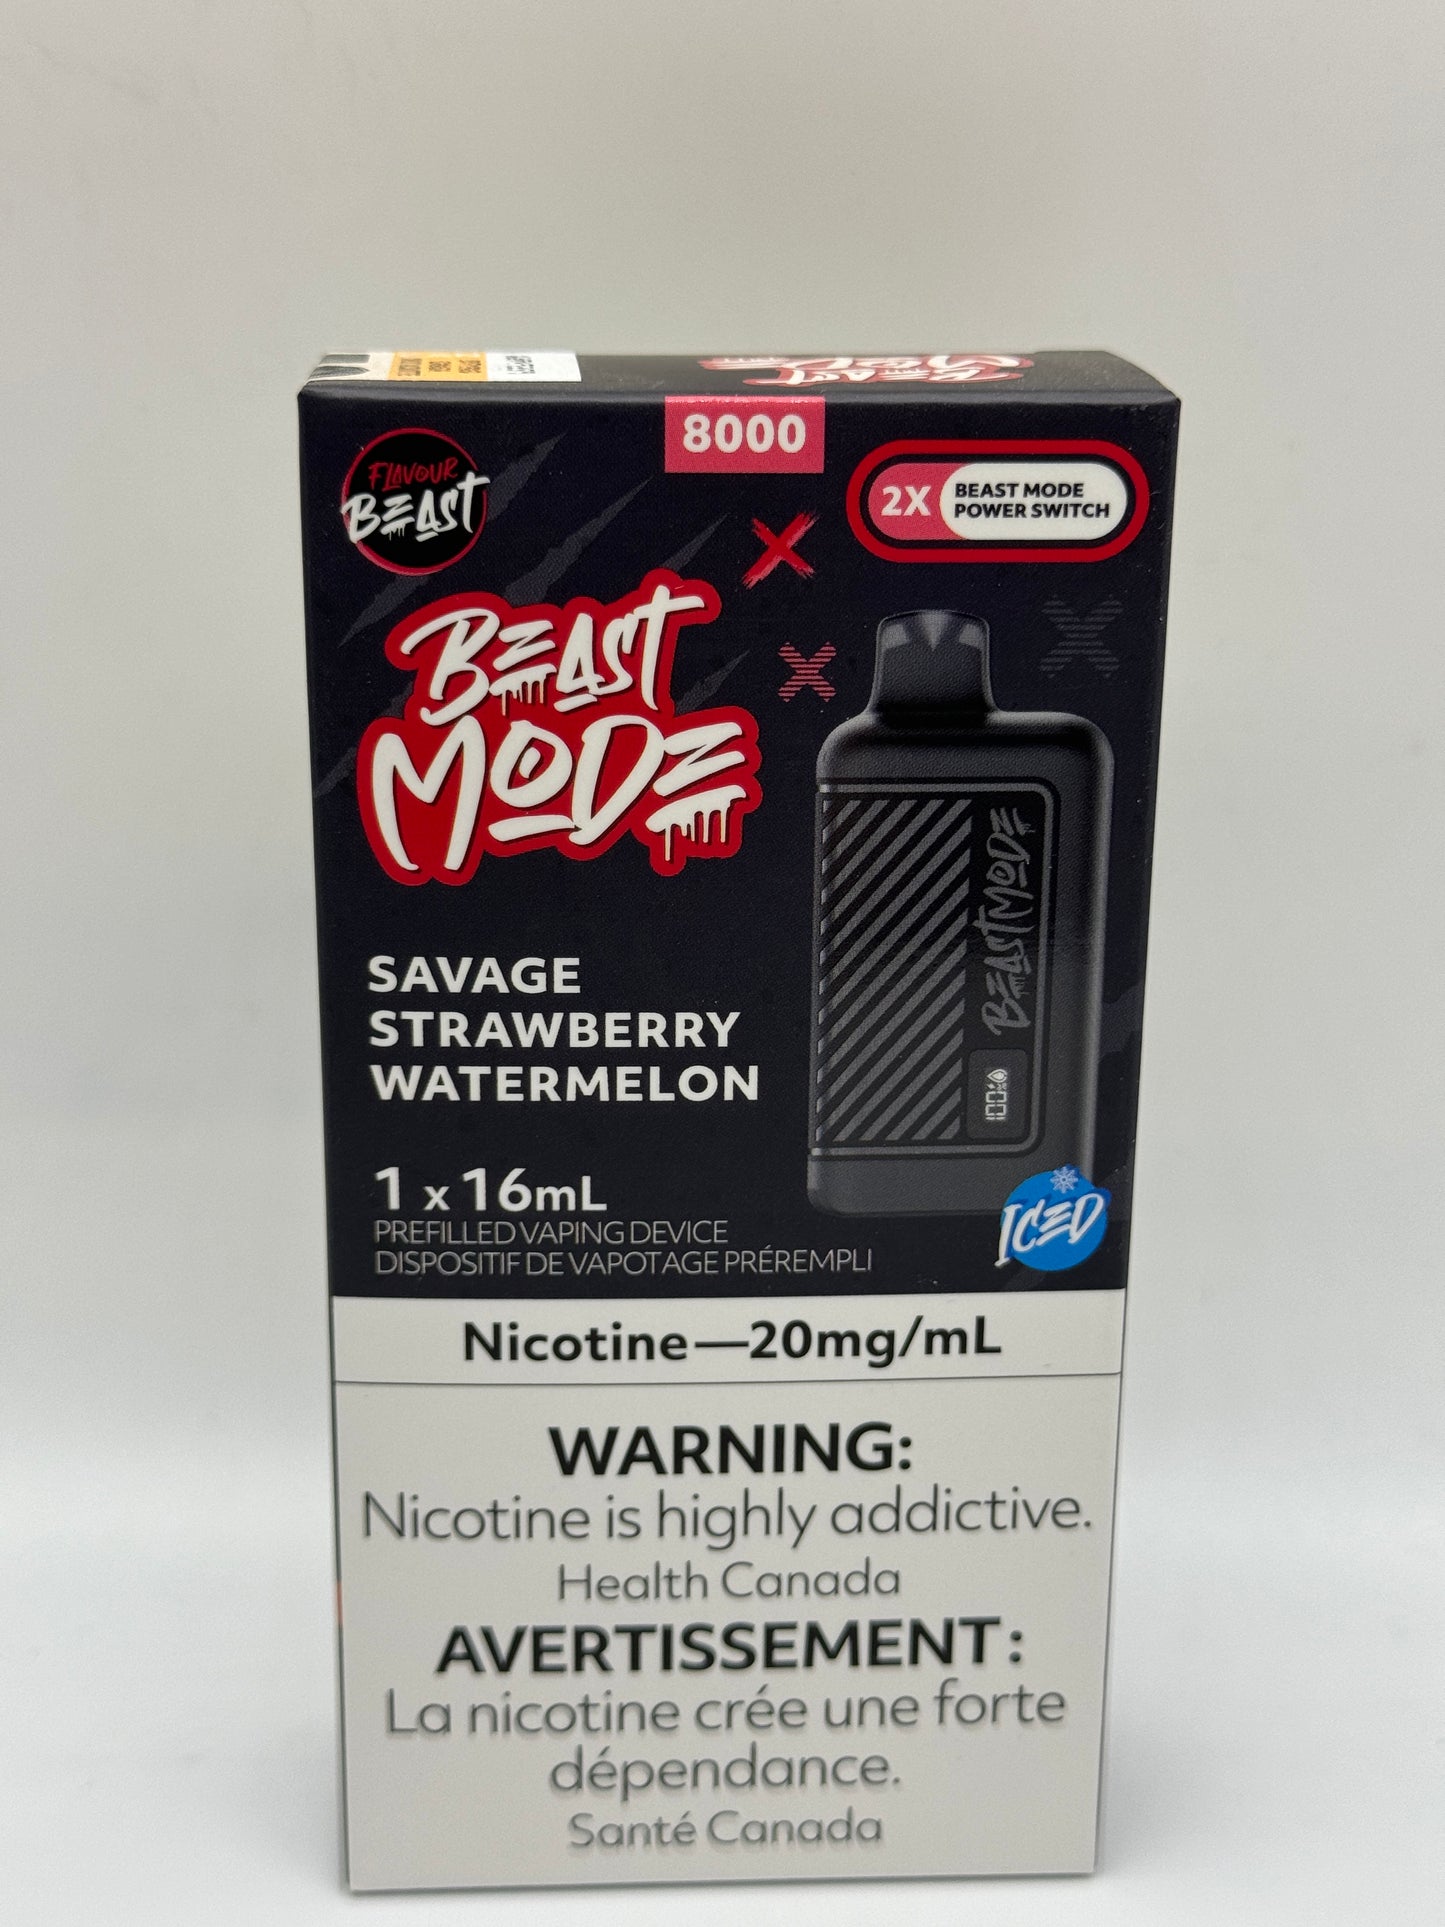 BEAST
8000
FLAVOUR
BEAST
2X
BEAST MODE
POWER SWITCH
BEAST
MODE
BEASTMODE
100%
SAVAGE
STRAWBERRY
WATERMELON
1 x 16mL
PREFILLED VAPING DEVICE
DISPOSITIF DE VAPOTAGE PRÉREMPLI
ICED
Nicotine—20mg/mL
WARNING:
Nicotine is highly addictive.
Health Canada
AVERTISSEMENT :
La nicotine crée une forte
dépendance.
Santé Canada